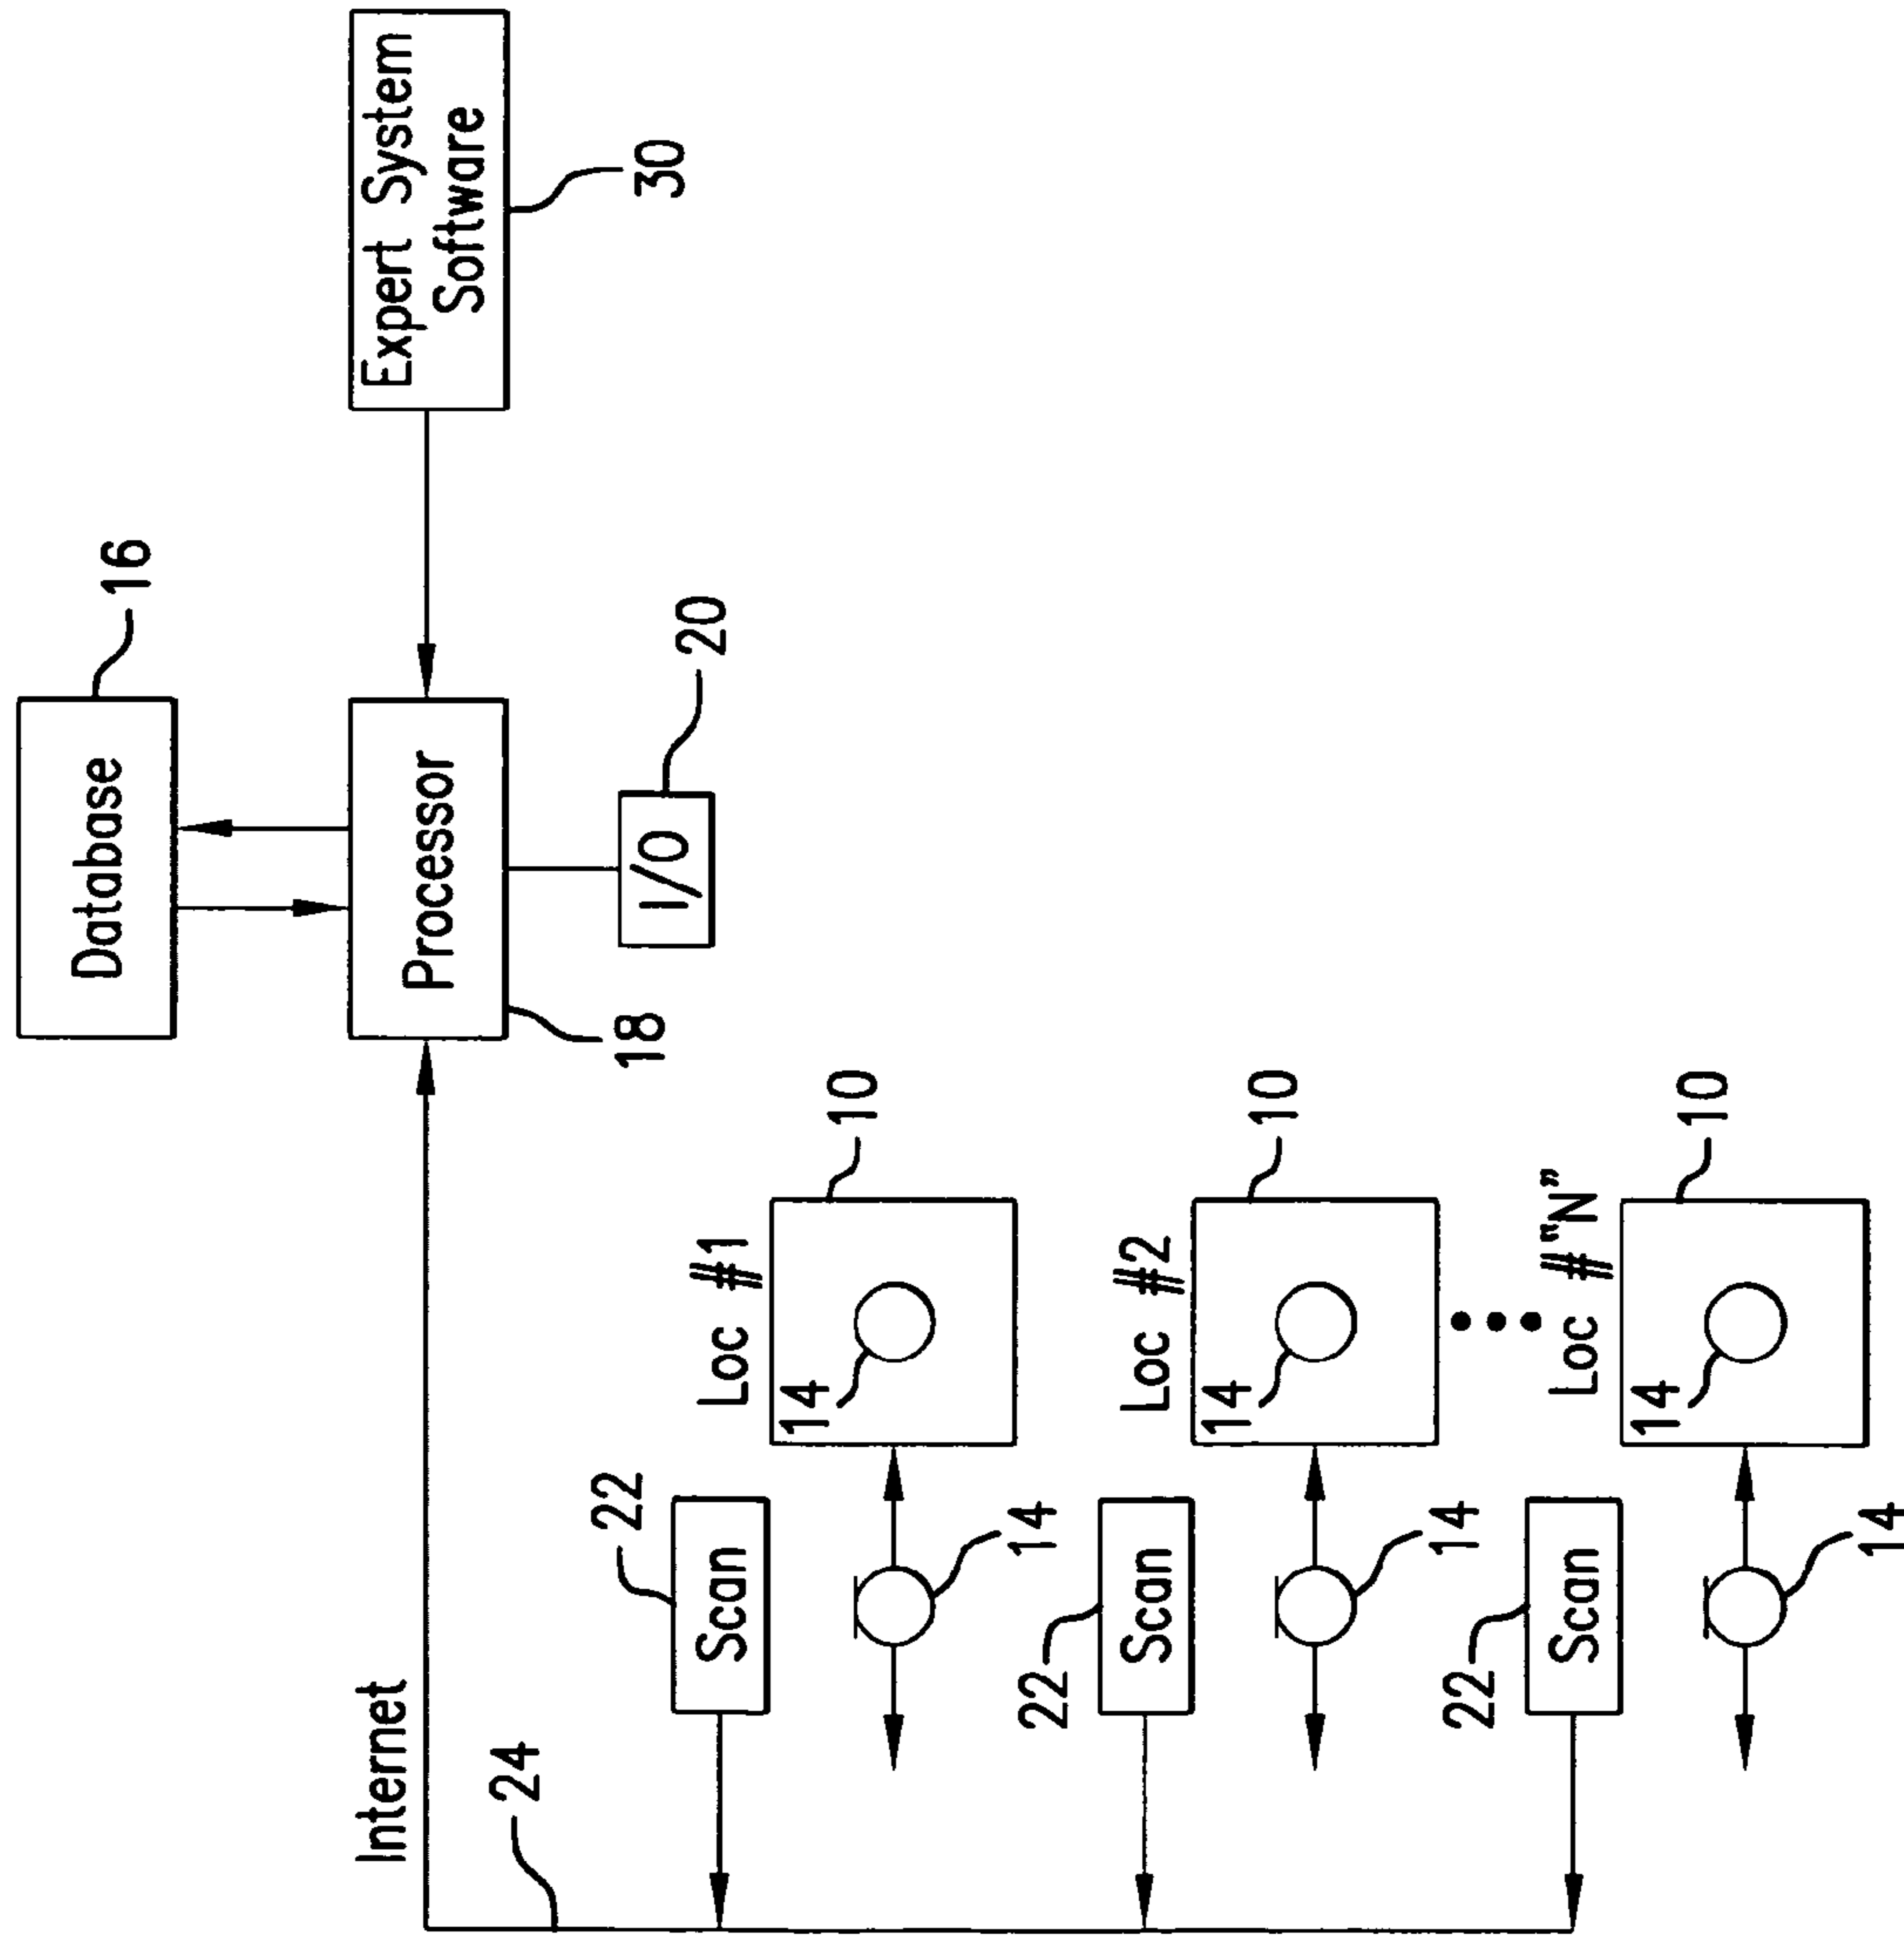 Database
16
Internet
Processor
Expert System
Software
18
I/O
20
30
24
22
Scan
Loc #1
14
10
14
22
Scan
Loc #2
14
10
14
22
Scan
Loc #"N"
14
10
14